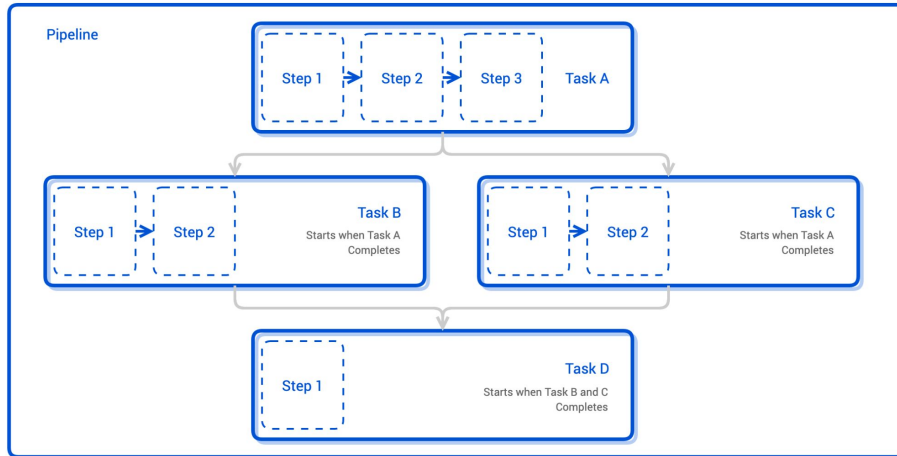 Pipeline
Step 1
Step 2
Step 3
Task A
Step 1
Step 2
Task B
Starts when Task A
Completes
Step 1
Step 2
Task C
Starts when Task A
Completes
Step 1
Task D
Starts when Task B and C
Completes